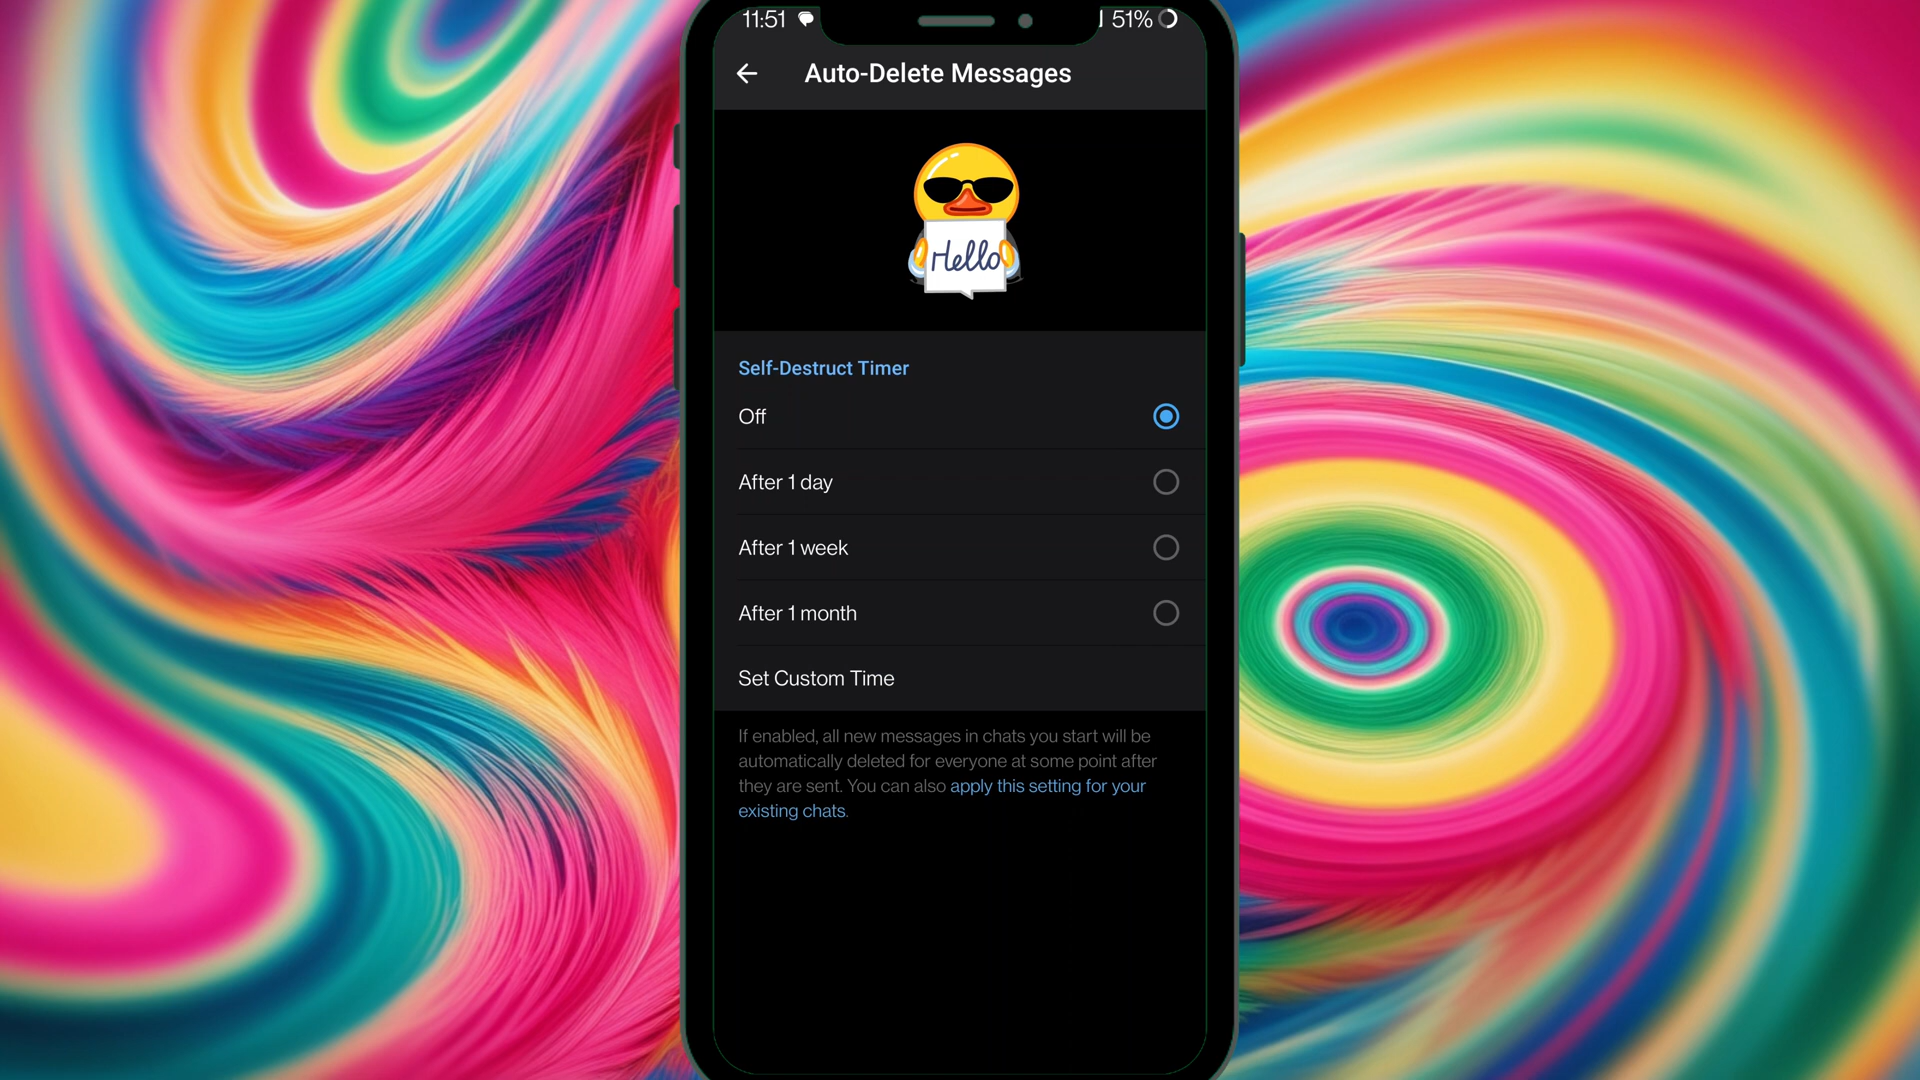 11:51
51%
Auto-Delete Messages
Hello
Self-Destruct Timer
Off
After 1 day
After 1 week
After 1 month
Set Custom Time
If enabled, all new messages in chats you start will be
automatically deleted for everyone at some point after
they are sent. You can also apply this setting for your
existing chats.